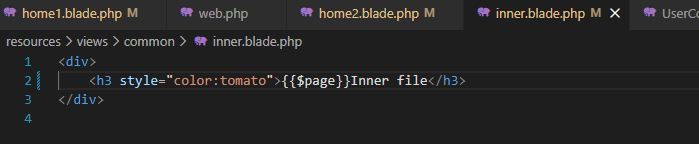 home1.blade.php M web.php home2.blade.php M inner.blade.php M × UserCo
resources > views > common > inner.blade.php
1 <div>
2 <h3 style="color:tomato">{{$page}}Inner file</h3>
3 </div>
4